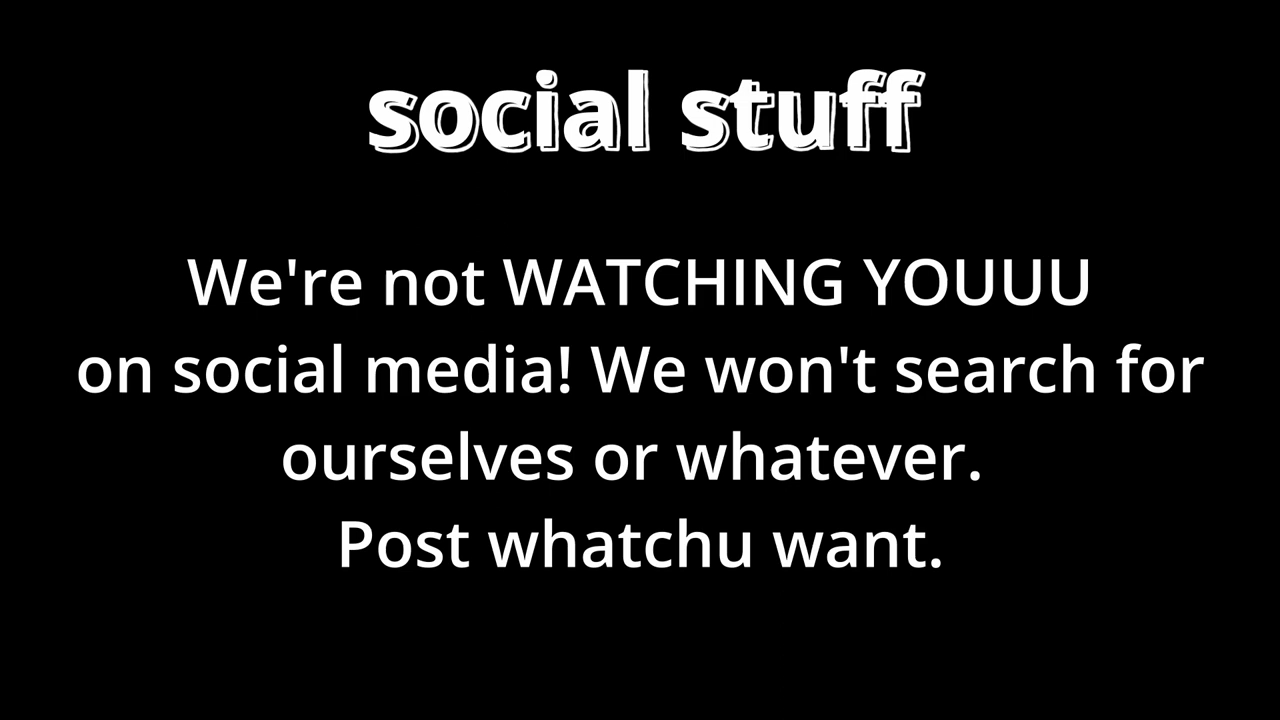 social stuff
We're not WATCHING YOUUU
on social media! We won't search for
ourselves or whatever.
Post whatchu want.